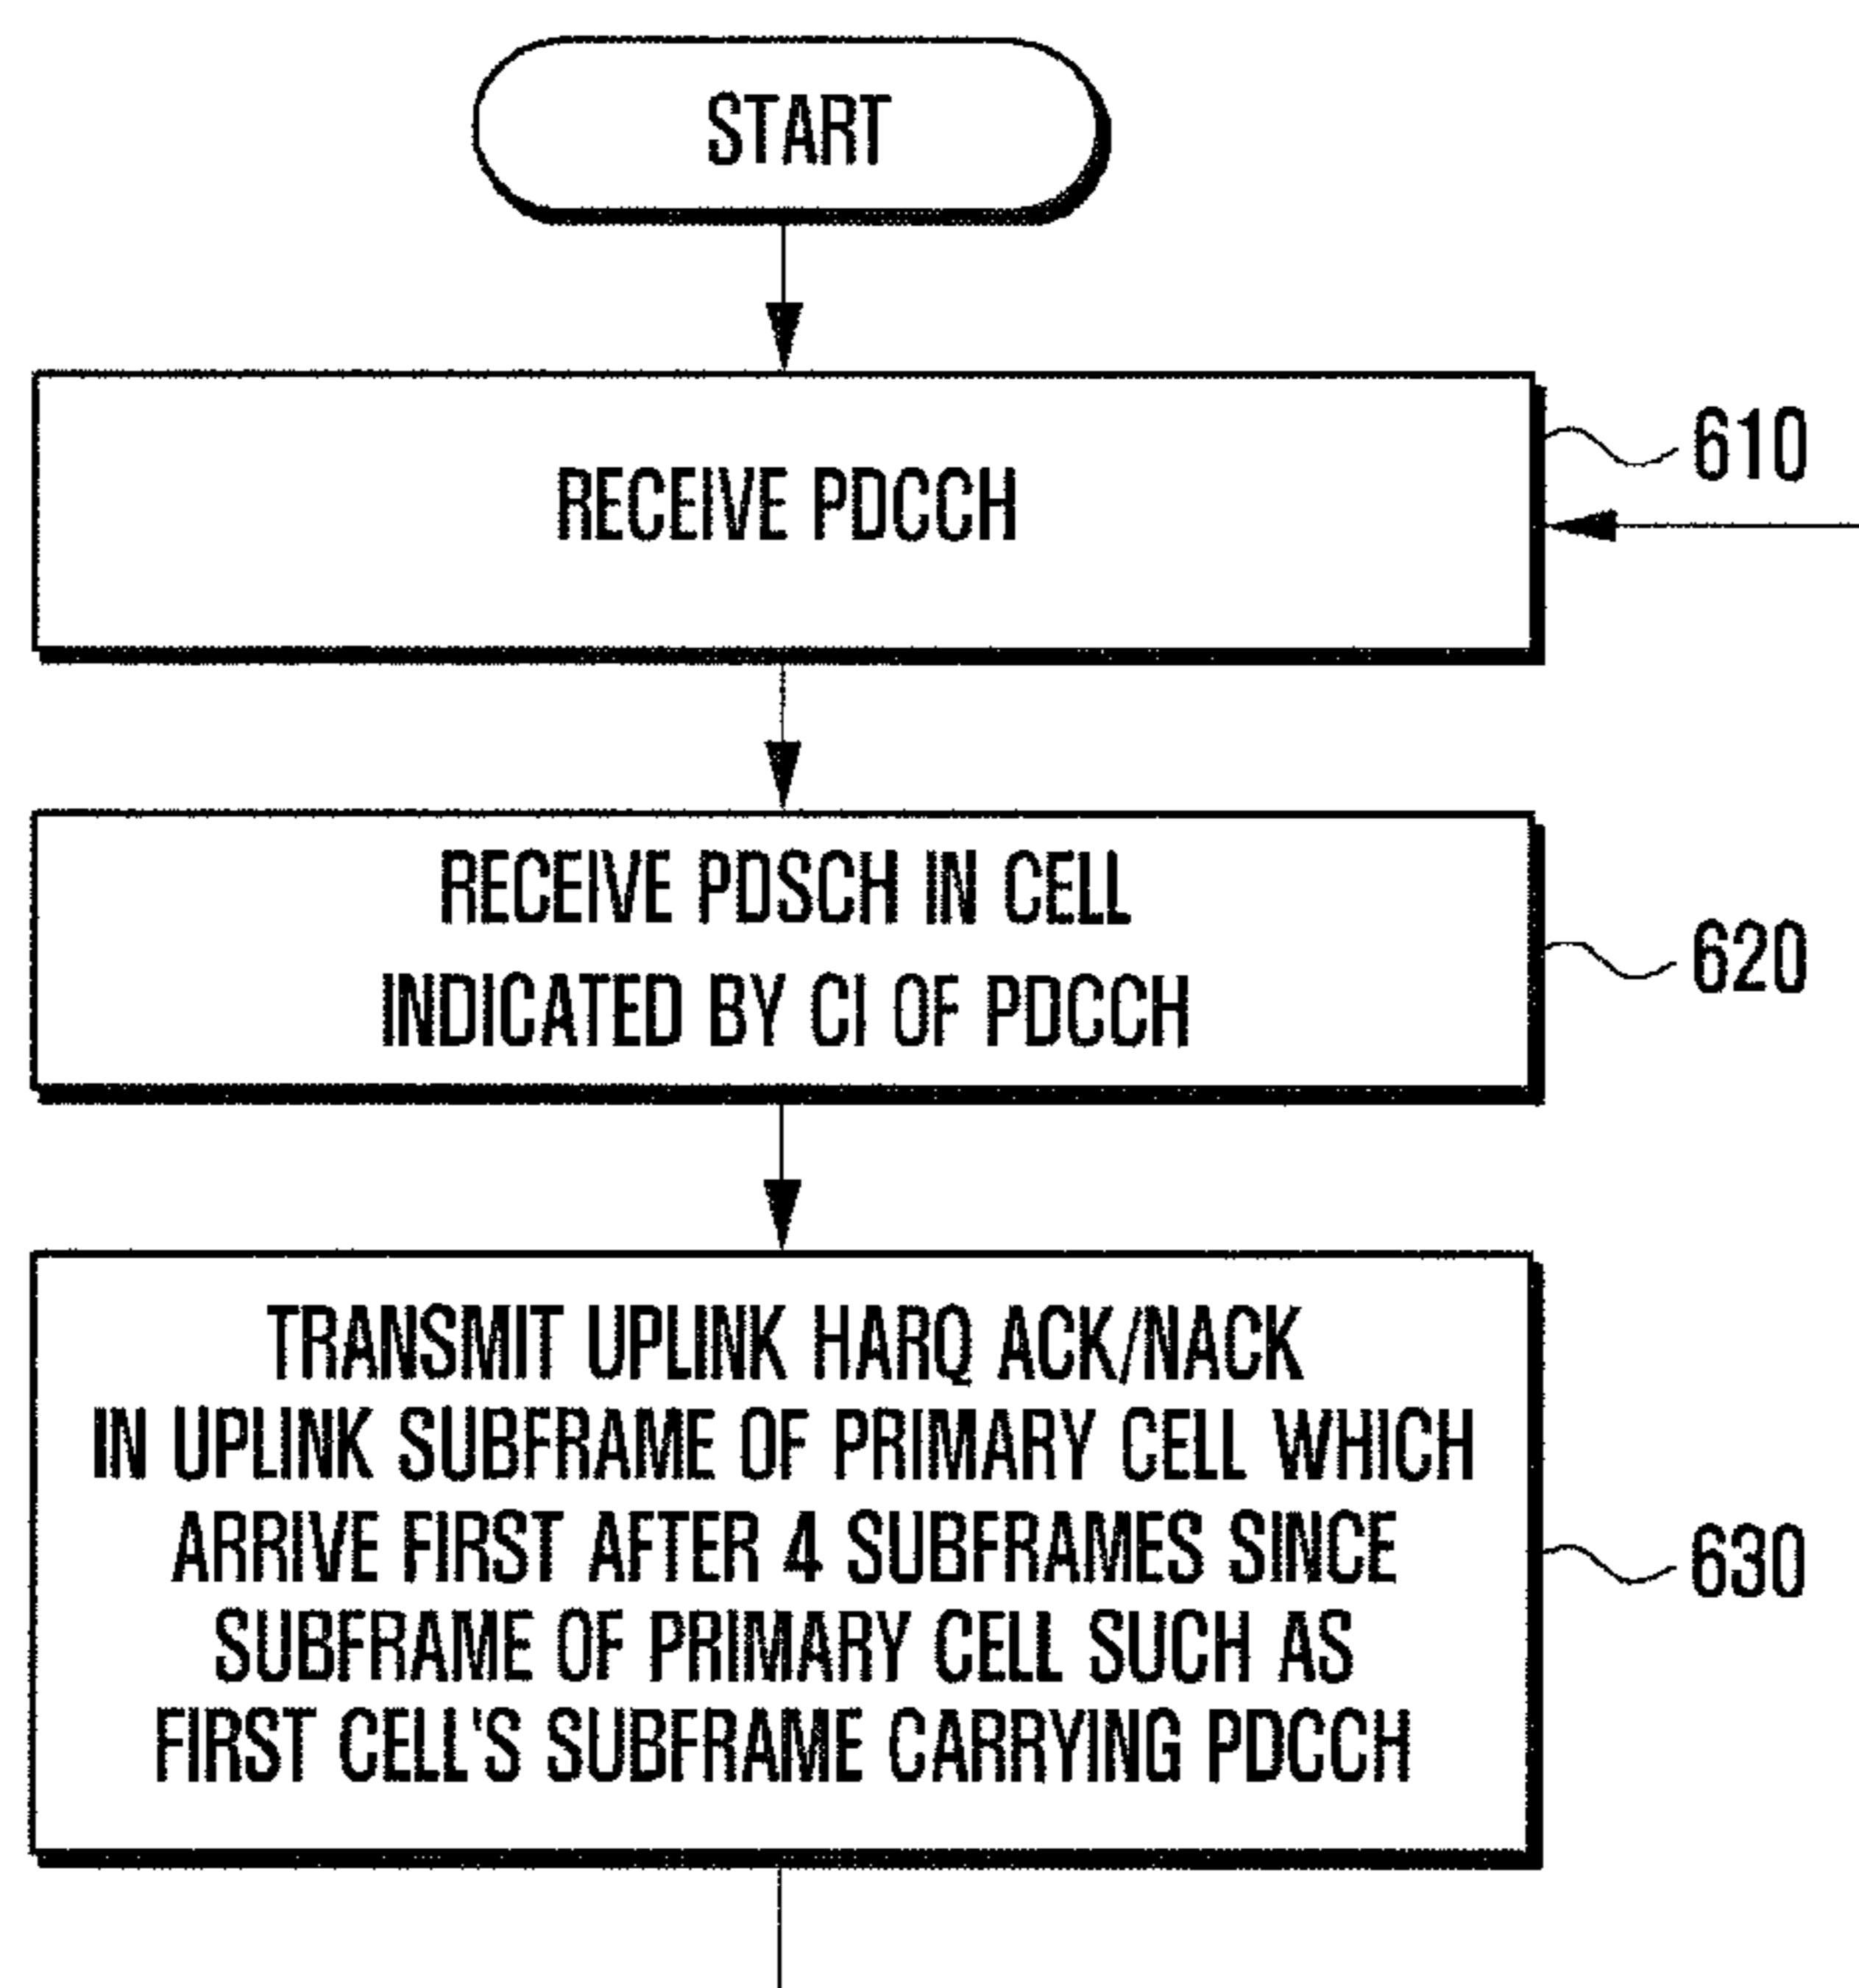 START
RECEIVE PDCCH
610
RECEIVE PDSCH IN CELL
INDICATED BY CI OF PDCCH
620
TRANSMIT UPLINK HARQ ACK/NACK
IN UPLINK SUBFRAME OF PRIMARY CELL WHICH
ARRIVE FIRST AFTER 4 SUBFRAMES SINCE
SUBFRAME OF PRIMARY CELL SUCH AS
FIRST CELL'S SUBFRAME CARRYING PDCCH
630